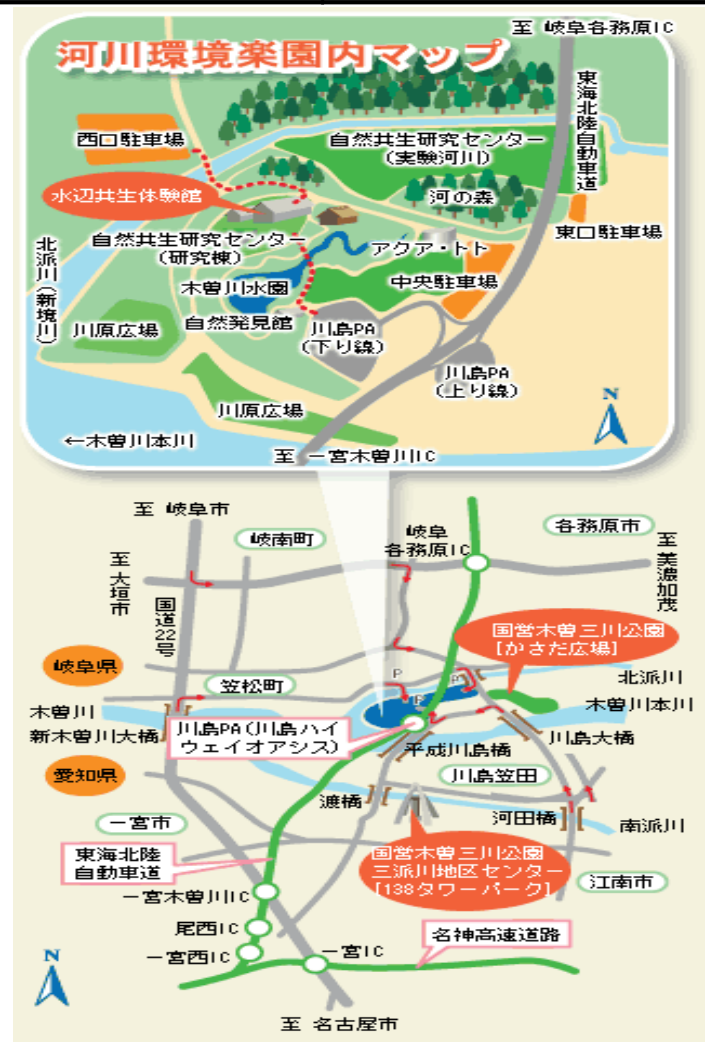 至 岐阜各務原IC
河川環境楽園内マップ
東海北陸自動車道
西口駐車場
自然共生研究センター
(実験河川)
水辺共生体験館
河の森
東口駐車場
北派川(新境川)
自然共生研究センター
(研究棟)
アクア・トト
木曽川水園
中央駐車場
自然発見館
川島PA
(下り線)
川原広場
川島PA
(上り線)
川原広場
N
←木曽川本川
至 一宮木曽川IC
至 岐阜市
岐南町
岐阜
各務原IC
各務原市
至 大垣市
至 美濃加茂
国道22号
国営木曽三川公園
[かさだ広場]
岐阜県
笠松町
P
P
P
北派川
木曽川
木曽川本川
新木曽川大橋
川島PA(川島ハイ
ウェイオアシス)
川島大橋
平成川島橋
愛知県
川島笠田
渡橋
一宮市
河田橋
南派川
東海北陸
自動車道
国営木曽三川公園
三派川地区センター
[138タワーパーク]
江南市
一宮木曽川IC
尾西IC
名神高速道路
一宮西IC
一宮IC
N
至 名古屋市